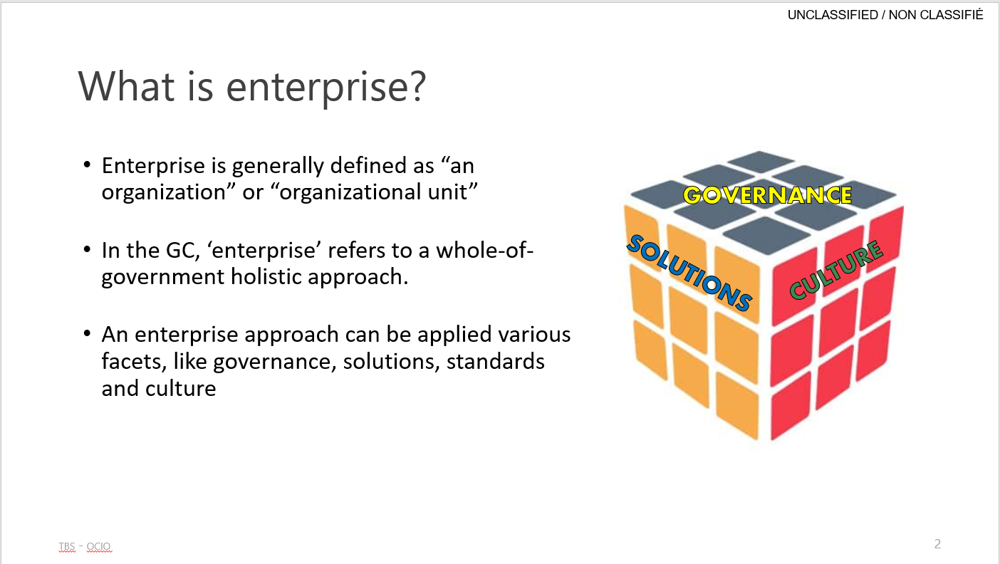 UNCLASSIFIED / NON CLASSIFIÉ
What is enterprise?
• Enterprise is generally defined as “an
organization” or “organizational unit”
• In the GC, ‘enterprise’ refers to a whole-of-
government holistic approach.
• An enterprise approach can be applied various
facets, like governance, solutions, standards
and culture
GOVERNANCE
SOLUTIONS
CULTURE
TBS - OCIO
2